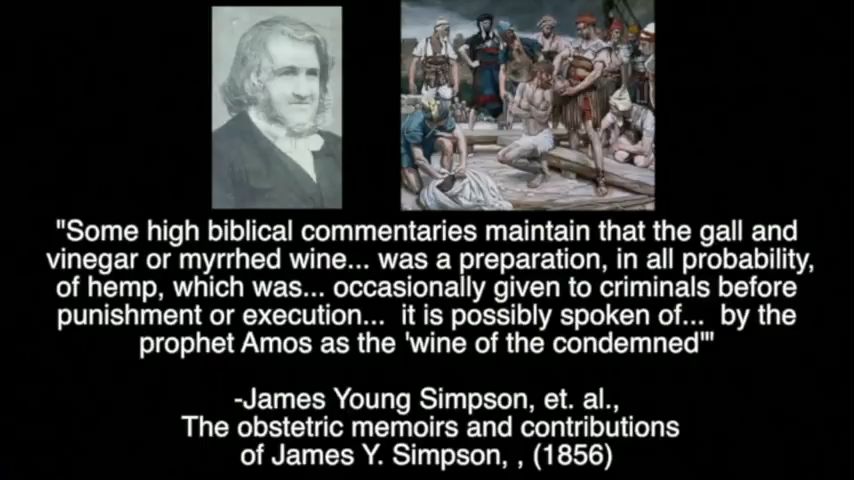 "Some high biblical commentaries maintain that the gall and
vinegar or myrrhed wine... was a preparation, in all probability,
of hemp, which was... occasionally given to criminals before
punishment or execution... it is possibly spoken of... by the
prophet Amos as the 'wine of the condemned'"
-James Young Simpson, et. al.,
The obstetric memoirs and contributions
of James Y. Simpson, , (1856)